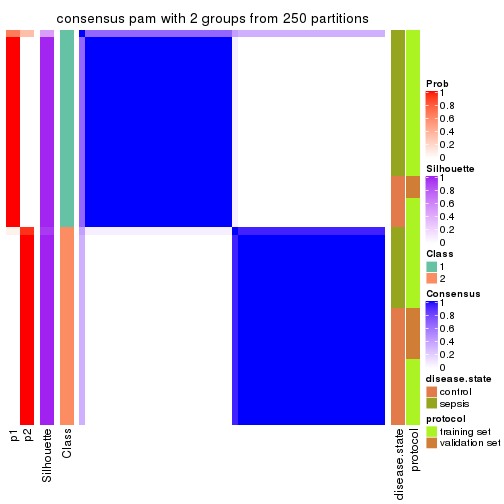 consensus pam with 2 groups from 250 partitions
Prob
1
0.8
0.6
0.4
0.2
0
Silhouette
1
0.8
0.6
0.4
0.2
0
Class
1
2
Consensus
1
0.8
0.6
0.4
0.2
0
disease.state
control
sepsis
protocol
training set
validation set
p1
p2
Silhouette
Class
disease.state
protocol